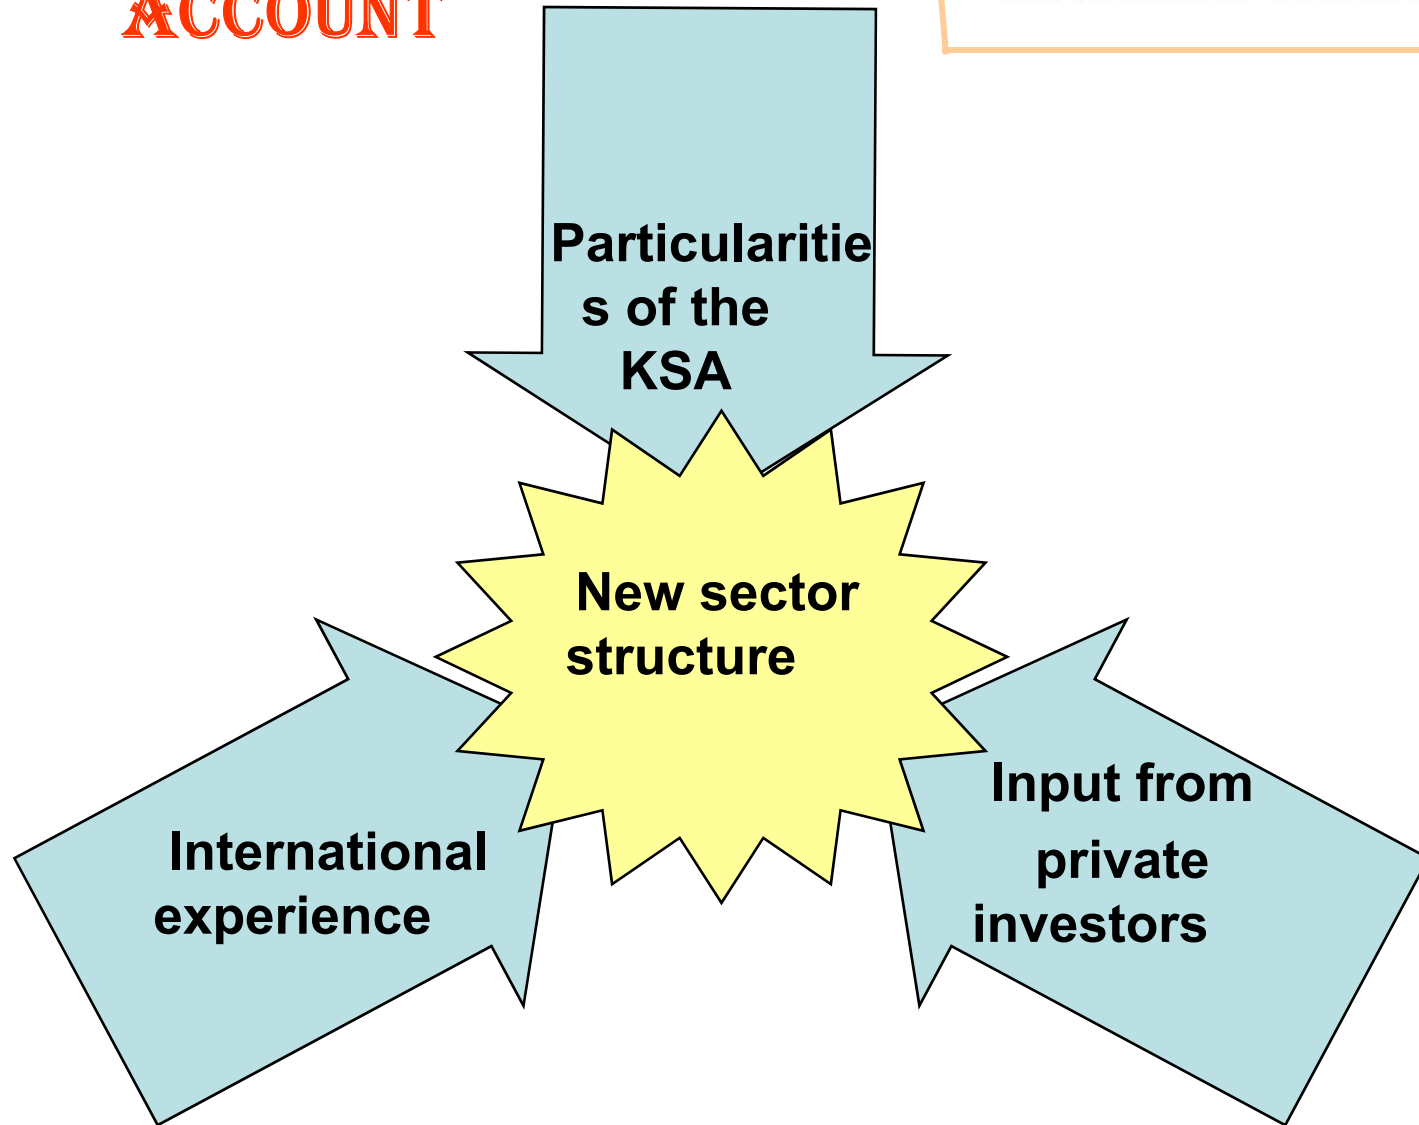 ACCOUNT
Particularitie
s of the
KSA
New sector
structure
International
experience
Input from
private
investors